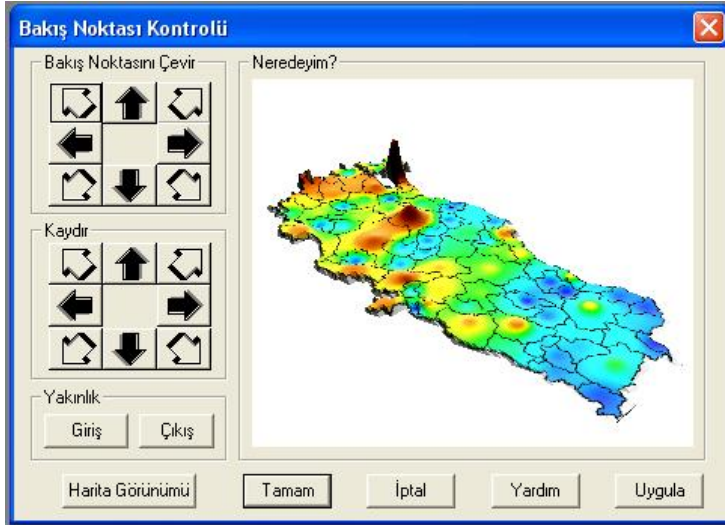 Bakış Noktası Kontrolü
Bakış Noktasını Çevir
Neredeyim?
Kaydır
Yakınlık
Giriş
Çıkış
Harita Görünümü
Tamam
İptal
Yardım
Uygula